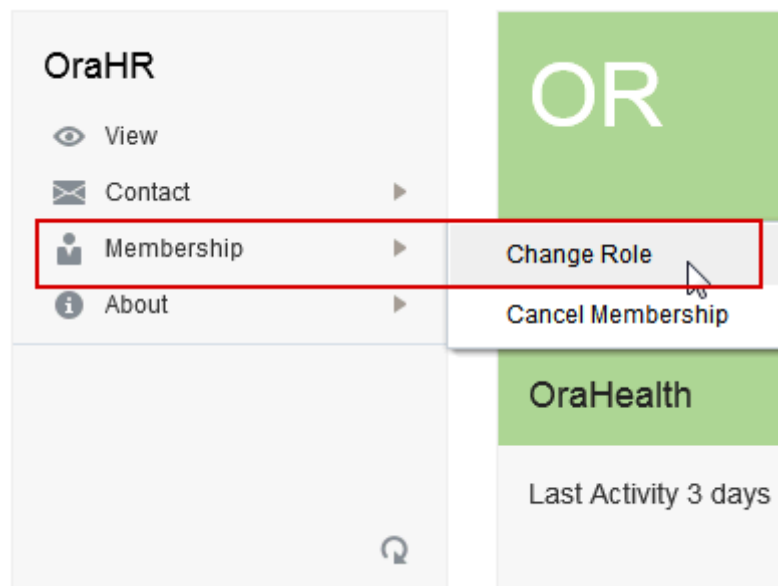 OraHR
View
Contact
Membership
About
Change Role
Cancel Membership
OR
OraHealth
Last Activity 3 days